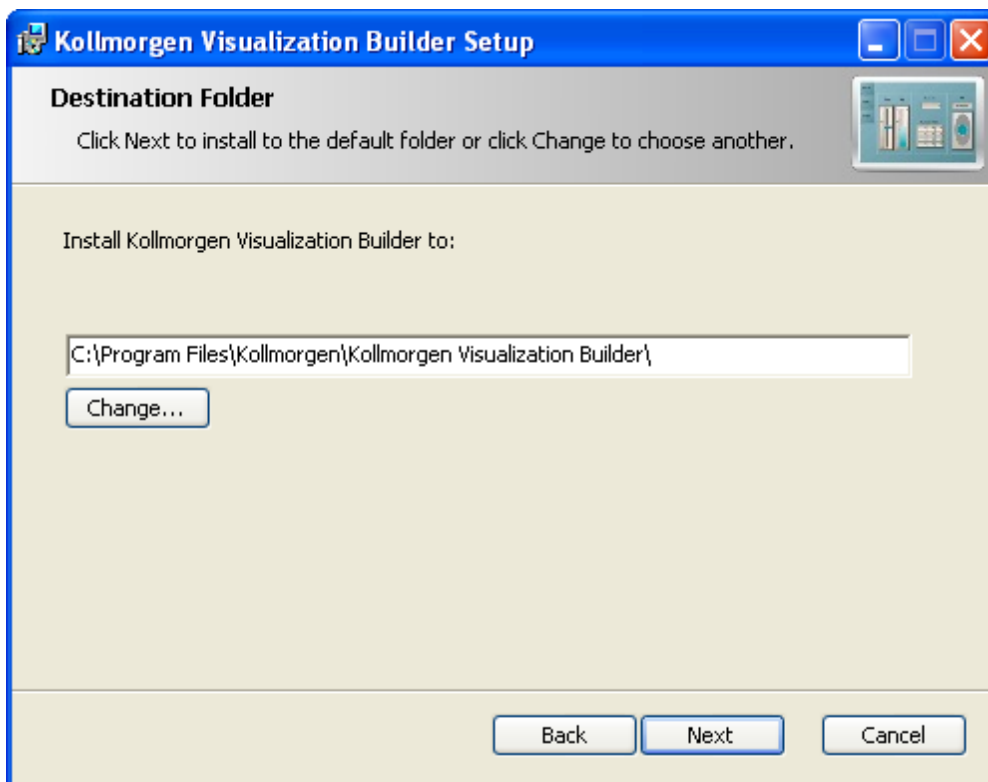 Kollmorgen Visualization Builder Setup
Destination Folder
Click Next to install to the default folder or click Change to choose another.
Install Kollmorgen Visualization Builder to:
C:\Program Files\Kollmorgen\Kollmorgen Visualization Builder\
Change...
Back
Next
Cancel